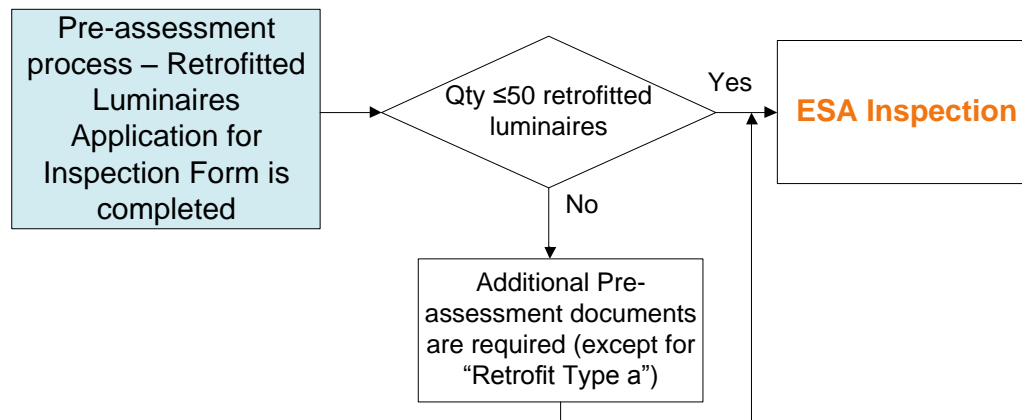 Pre-assessment
process – Retrofitted
Luminaires
Application for
Inspection Form is
completed
Qty ≤50 retrofitted
luminaires
Yes
ESA Inspection
No
Additional Pre-
assessment documents
are required (except for
“Retrofit Type a”)